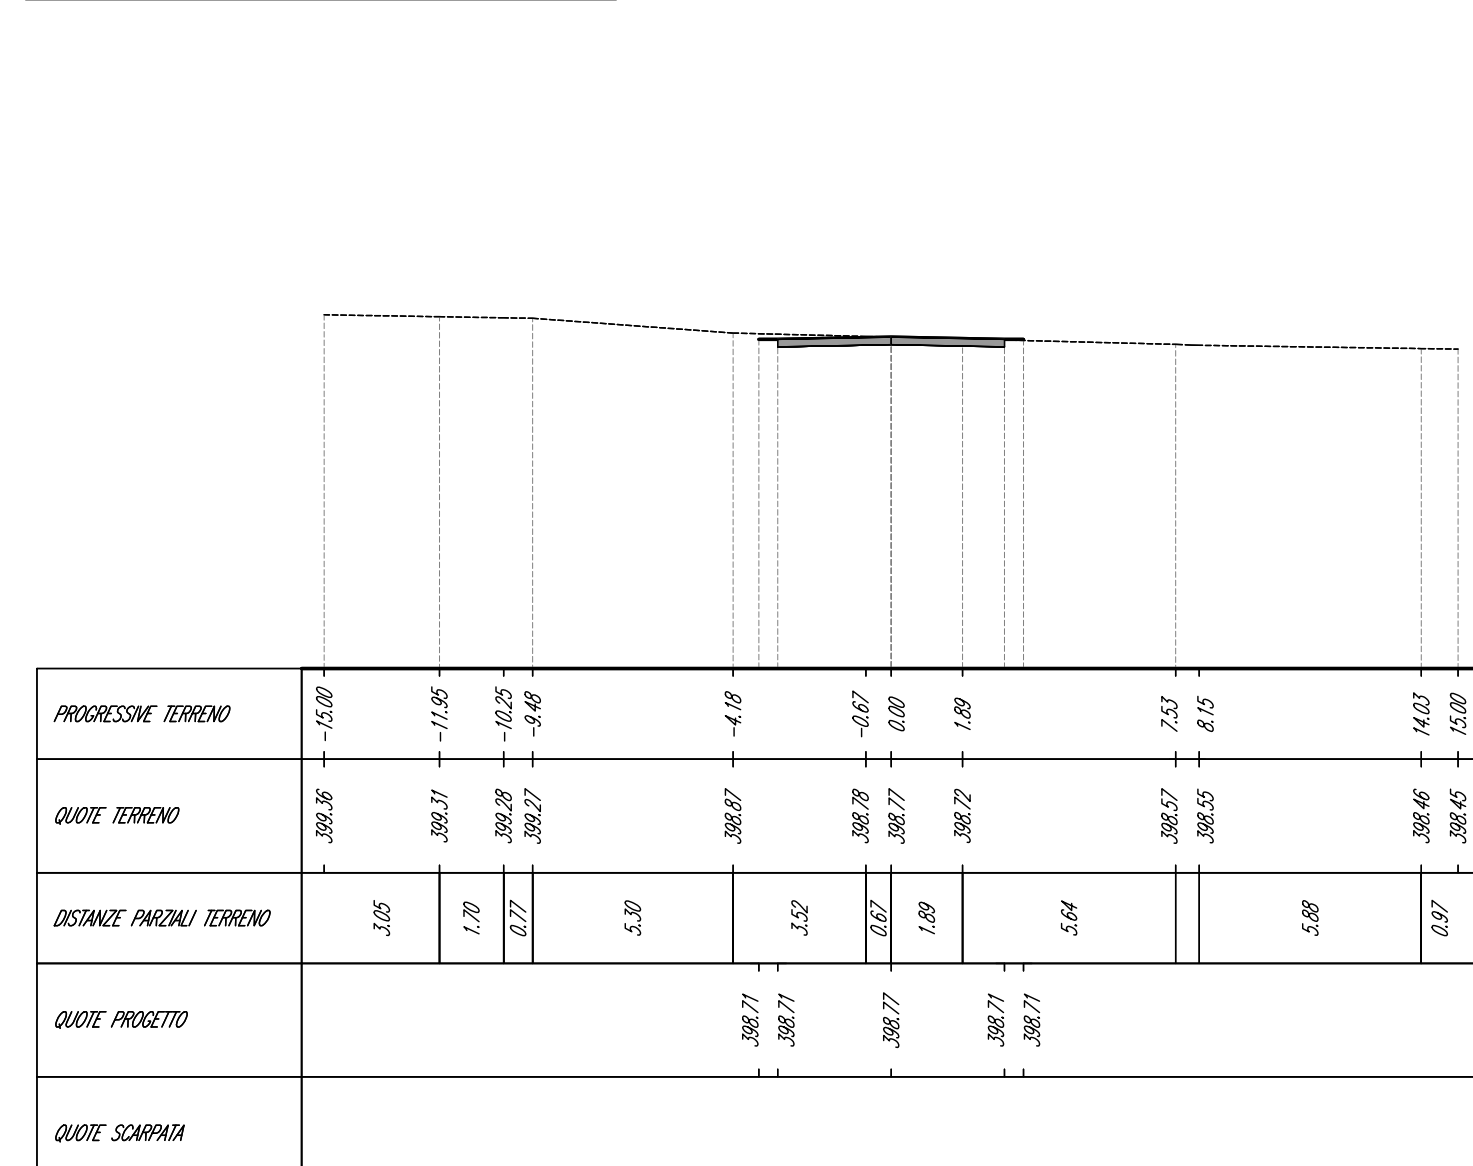 PROGRESSIVE TERRENO -15.00 -11.95 -10.25 -9.48 -4.18 -0.67 0.00 1.89 7.53 8.15 14.03 15.00
QUOTE TERRENO 399.36 399.31 399.28 399.27 398.87 398.78 398.77 398.72 398.57 398.55 398.46 398.45
DISTANZE PARZIALI TERRENO 3.05 1.70 0.77 5.30 3.52 0.67 1.89 5.64 5.88 0.97
QUOTE PROGETTO 398.71 398.71 398.77 398.71 398.71
QUOTE SCARPATA